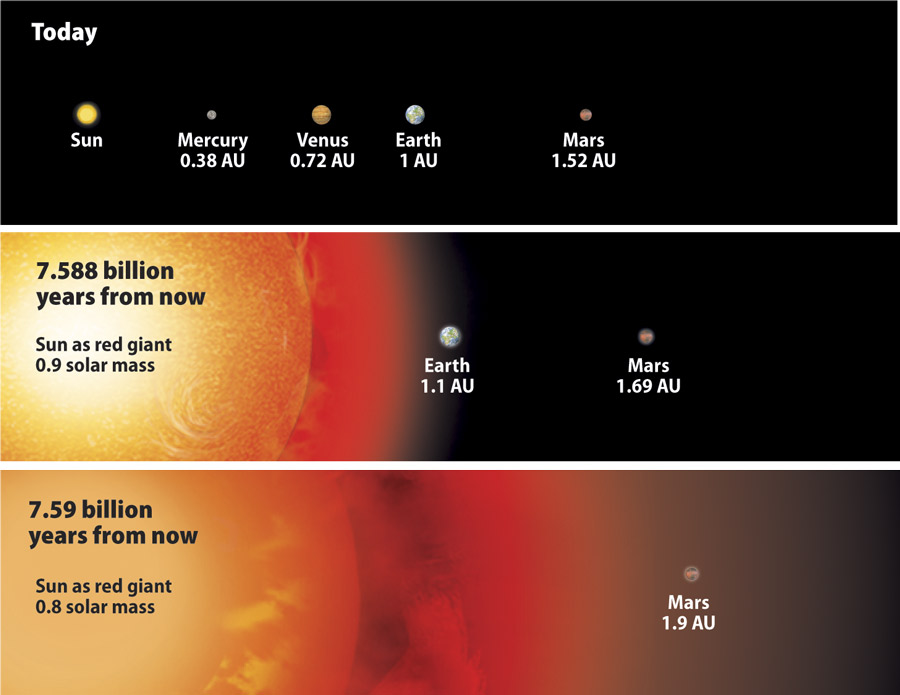 Today
Sun
Mercury
0.38 AU
Venus
0.72 AU
Earth
1 AU
Mars
1.52 AU
7.588 billion
years from now
Sun as red giant
0.9 solar mass
Earth
1.1 AU
Mars
1.69 AU
7.59 billion
years from now
Sun as red giant
0.8 solar mass
Mars
1.9 AU